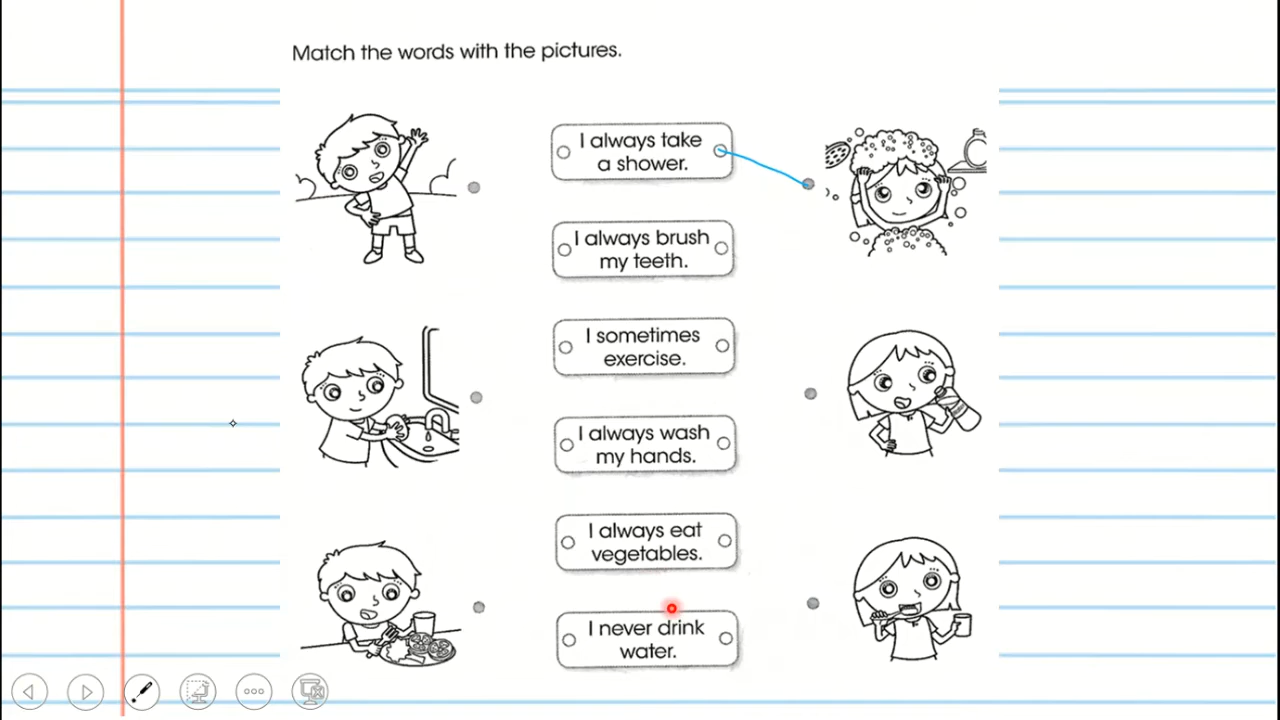 Match the words with the pictures.
I always take
a shower.
I always brush
my teeth.
I sometimes
exercise.
I always wash
my hands.
I always eat
vegetables.
I never drink
water.